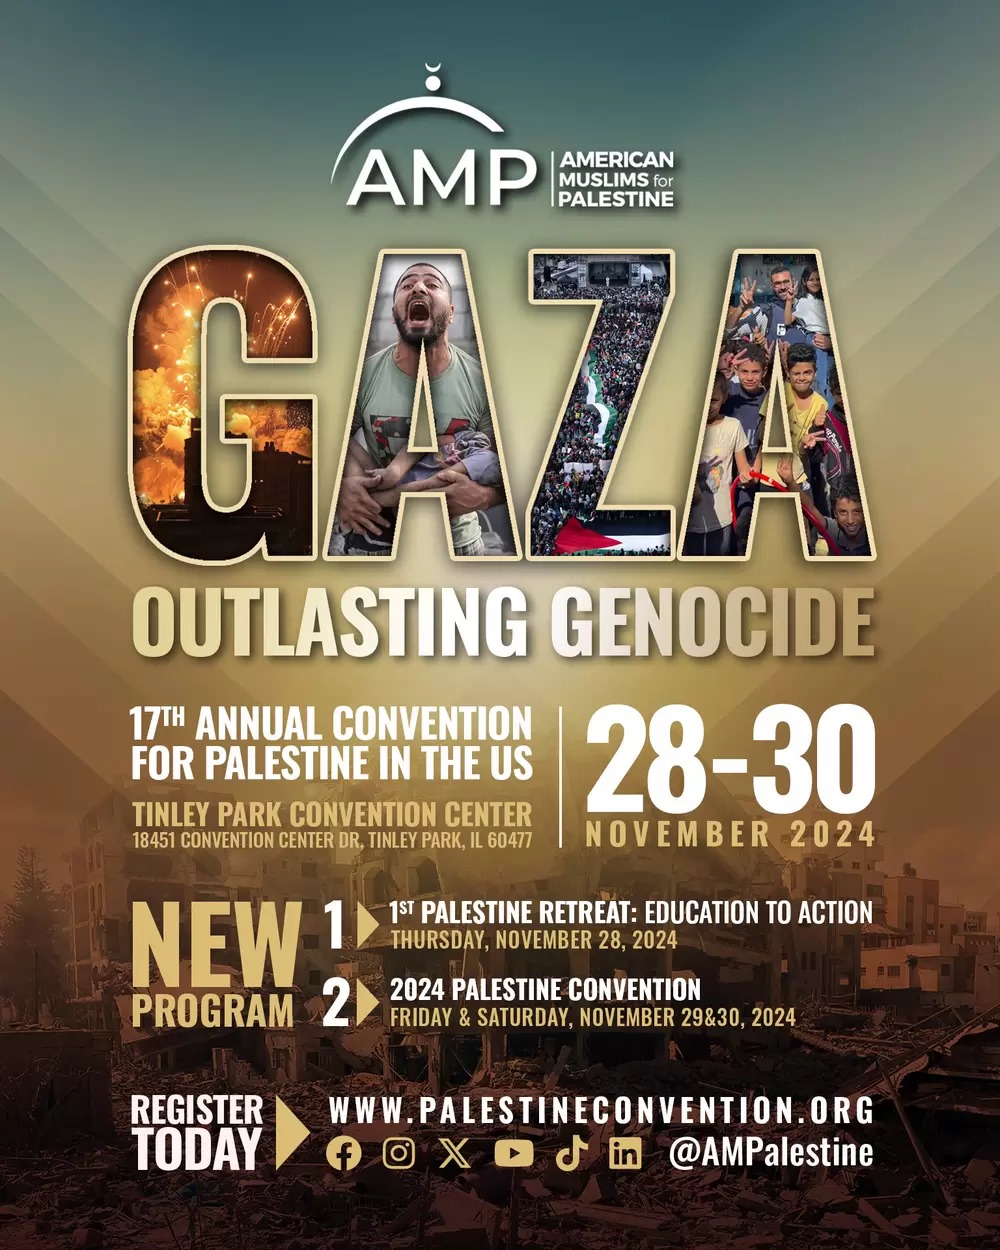 AMP
AMERICAN
MUSLIMS for
PALESTINE
GAZA
OUTLASTING GENOCIDE
17TH ANNUAL CONVENTION
FOR PALESTINE IN THE US
TINLEY PARK CONVENTION CENTER
18451 CONVENTION CENTER DR, TINLEY PARK, IL 60477
28-30
NOVEMBER 2024
NEW
PROGRAM
1
1ST PALESTINE RETREAT: EDUCATION TO ACTION
THURSDAY, NOVEMBER 28, 2024
2
2024 PALESTINE CONVENTION
FRIDAY & SATURDAY, NOVEMBER 29&30, 2024
REGISTER
TODAY
WWW.PALESTINECONVENTION.ORG
@AMPalestine